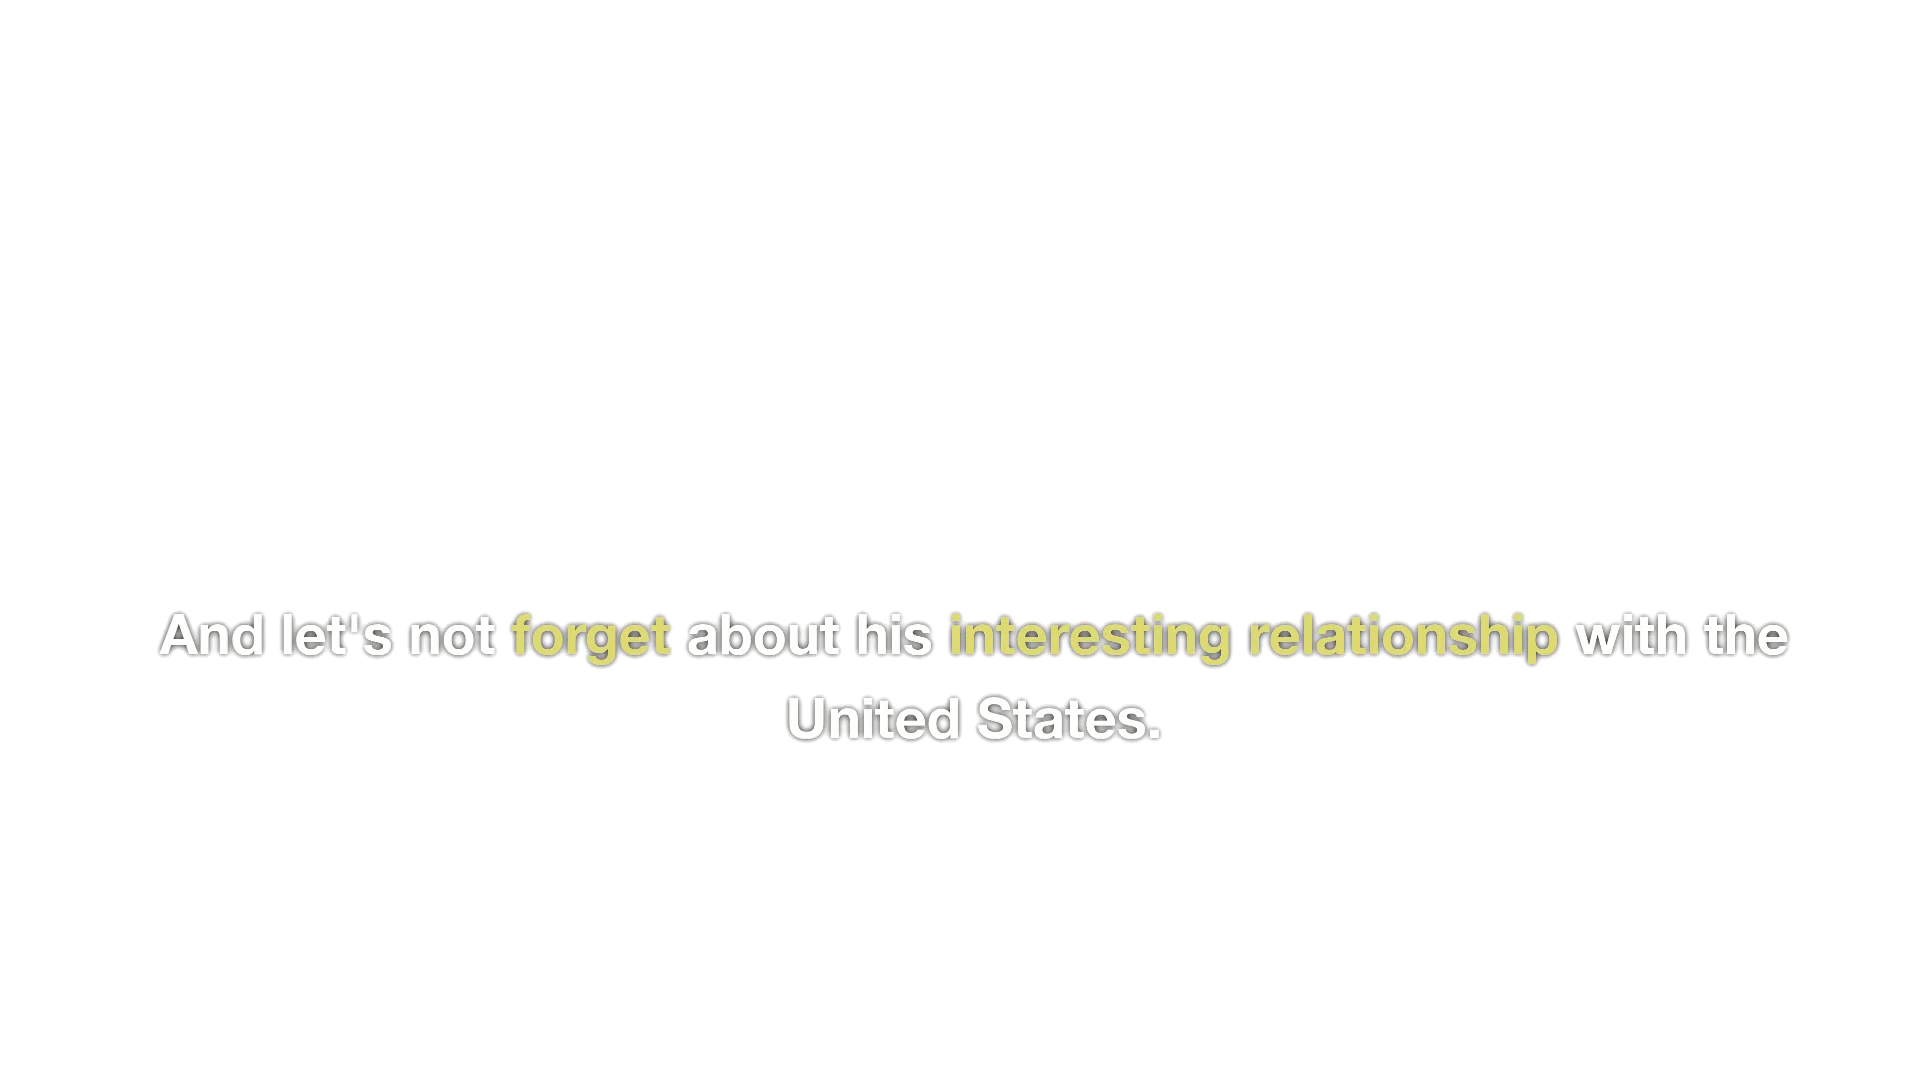 And let's not forget about his interesting relationship with the
United States.